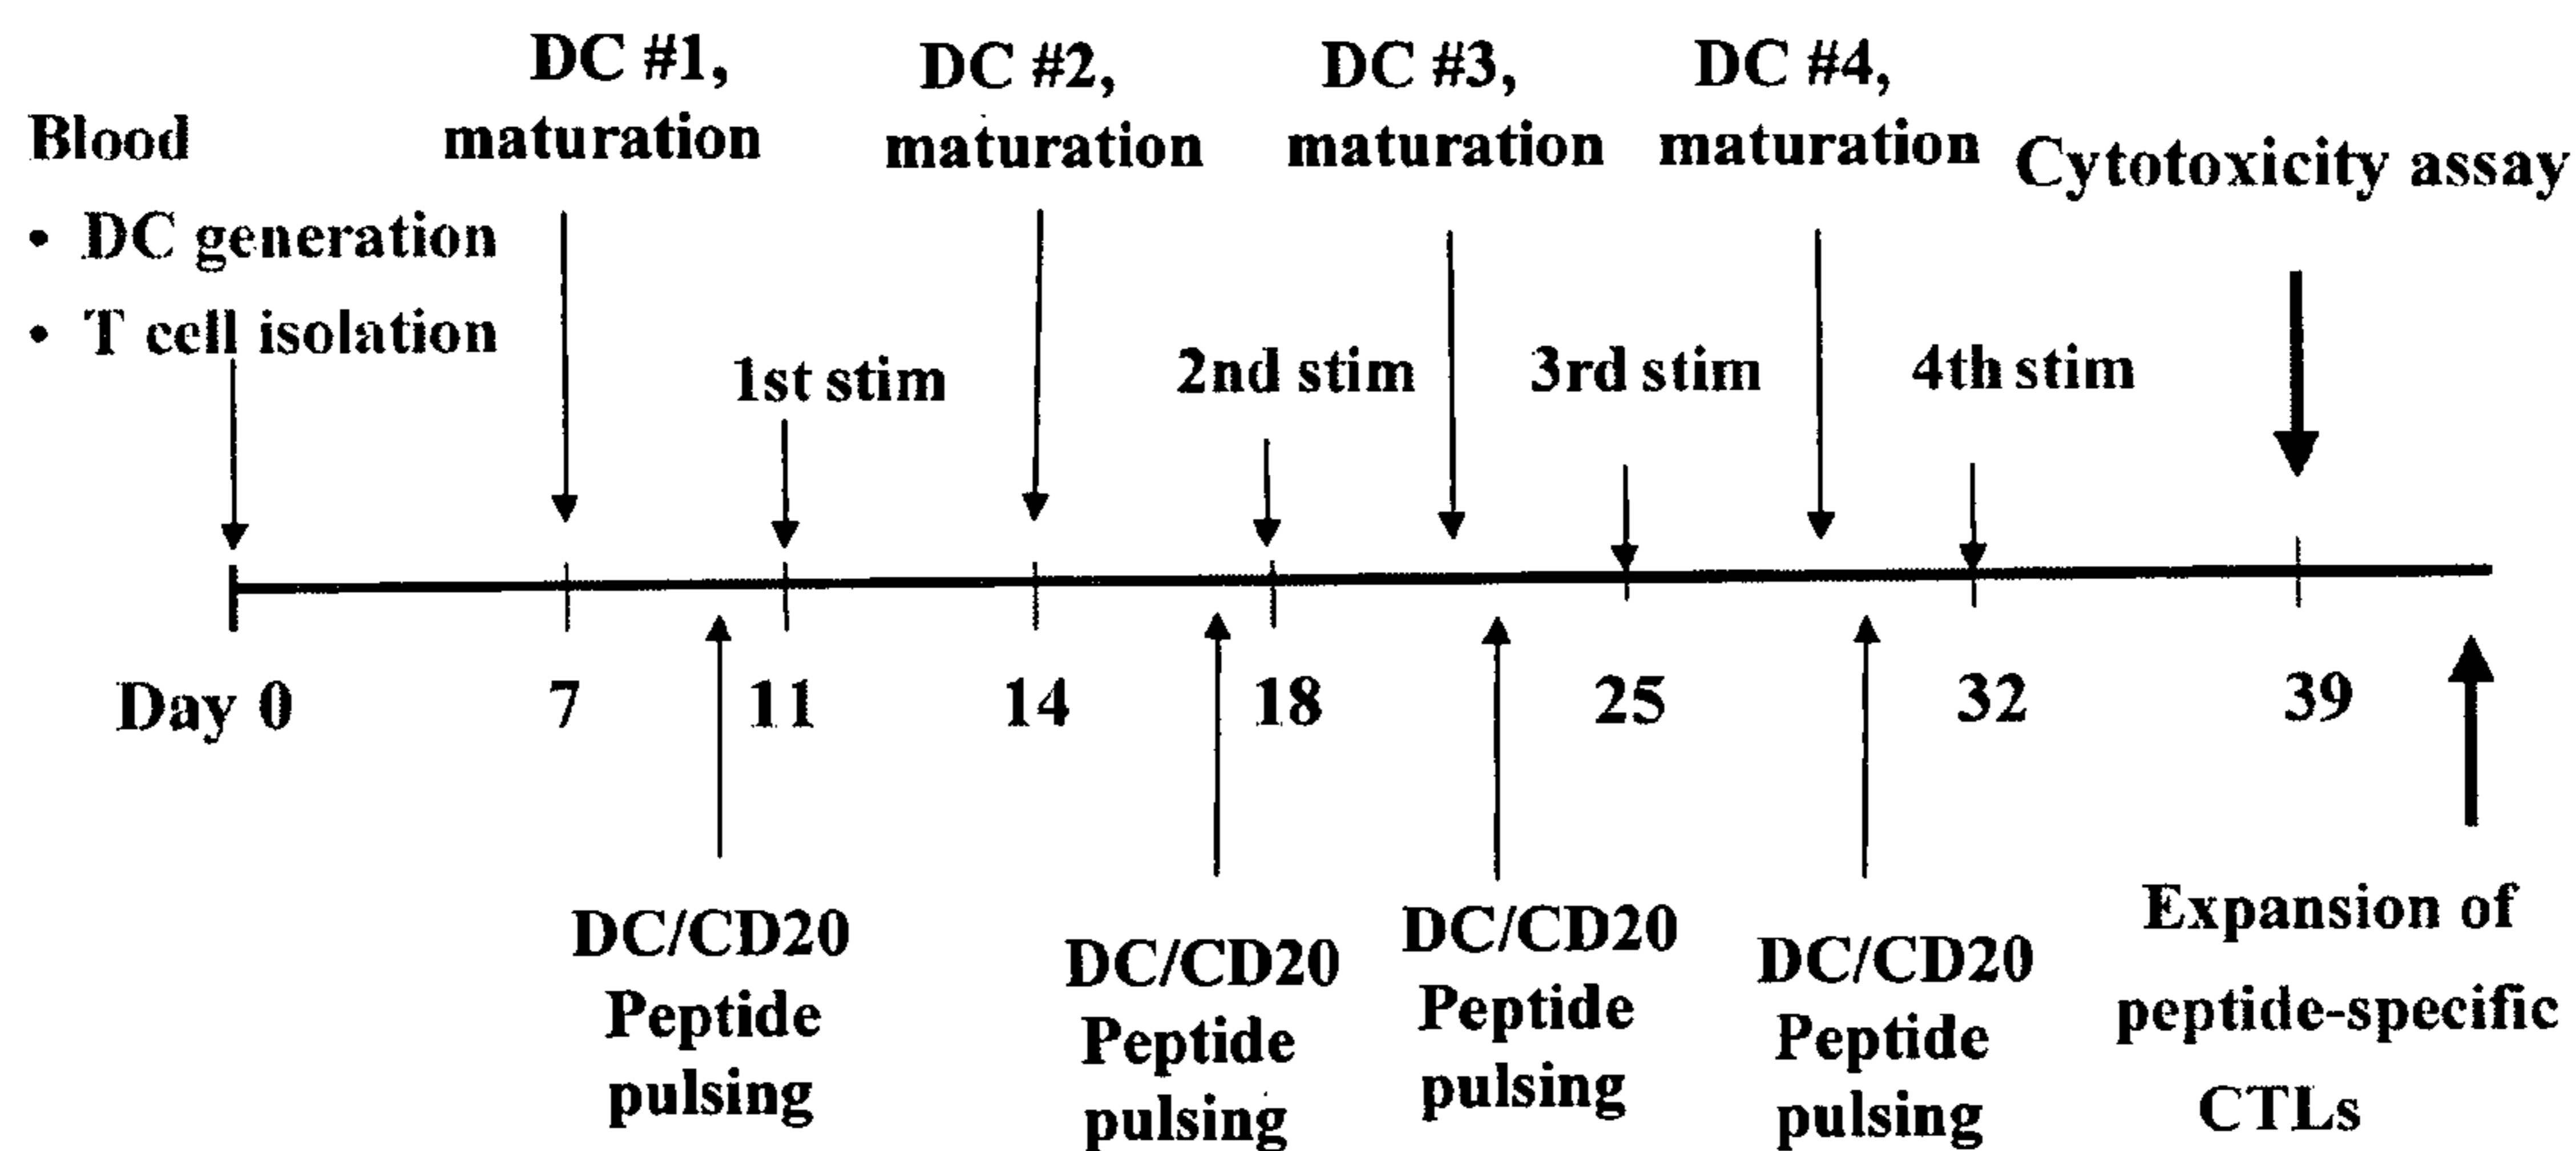 Blood
• DC generation
• T cell isolation
DC #1,
maturation
DC #2,
maturation
DC #3,
maturation
DC #4,
maturation
Cytotoxicity assay
1st stim
2nd stim
3rd stim
4th stim
Day 0
7
11
14
18
25
32
39
DC/CD20
Peptide
pulsing
DC/CD20
Peptide
pulsing
DC/CD20
Peptide
pulsing
DC/CD20
Peptide
pulsing
Expansion of
peptide-specific
CTLs